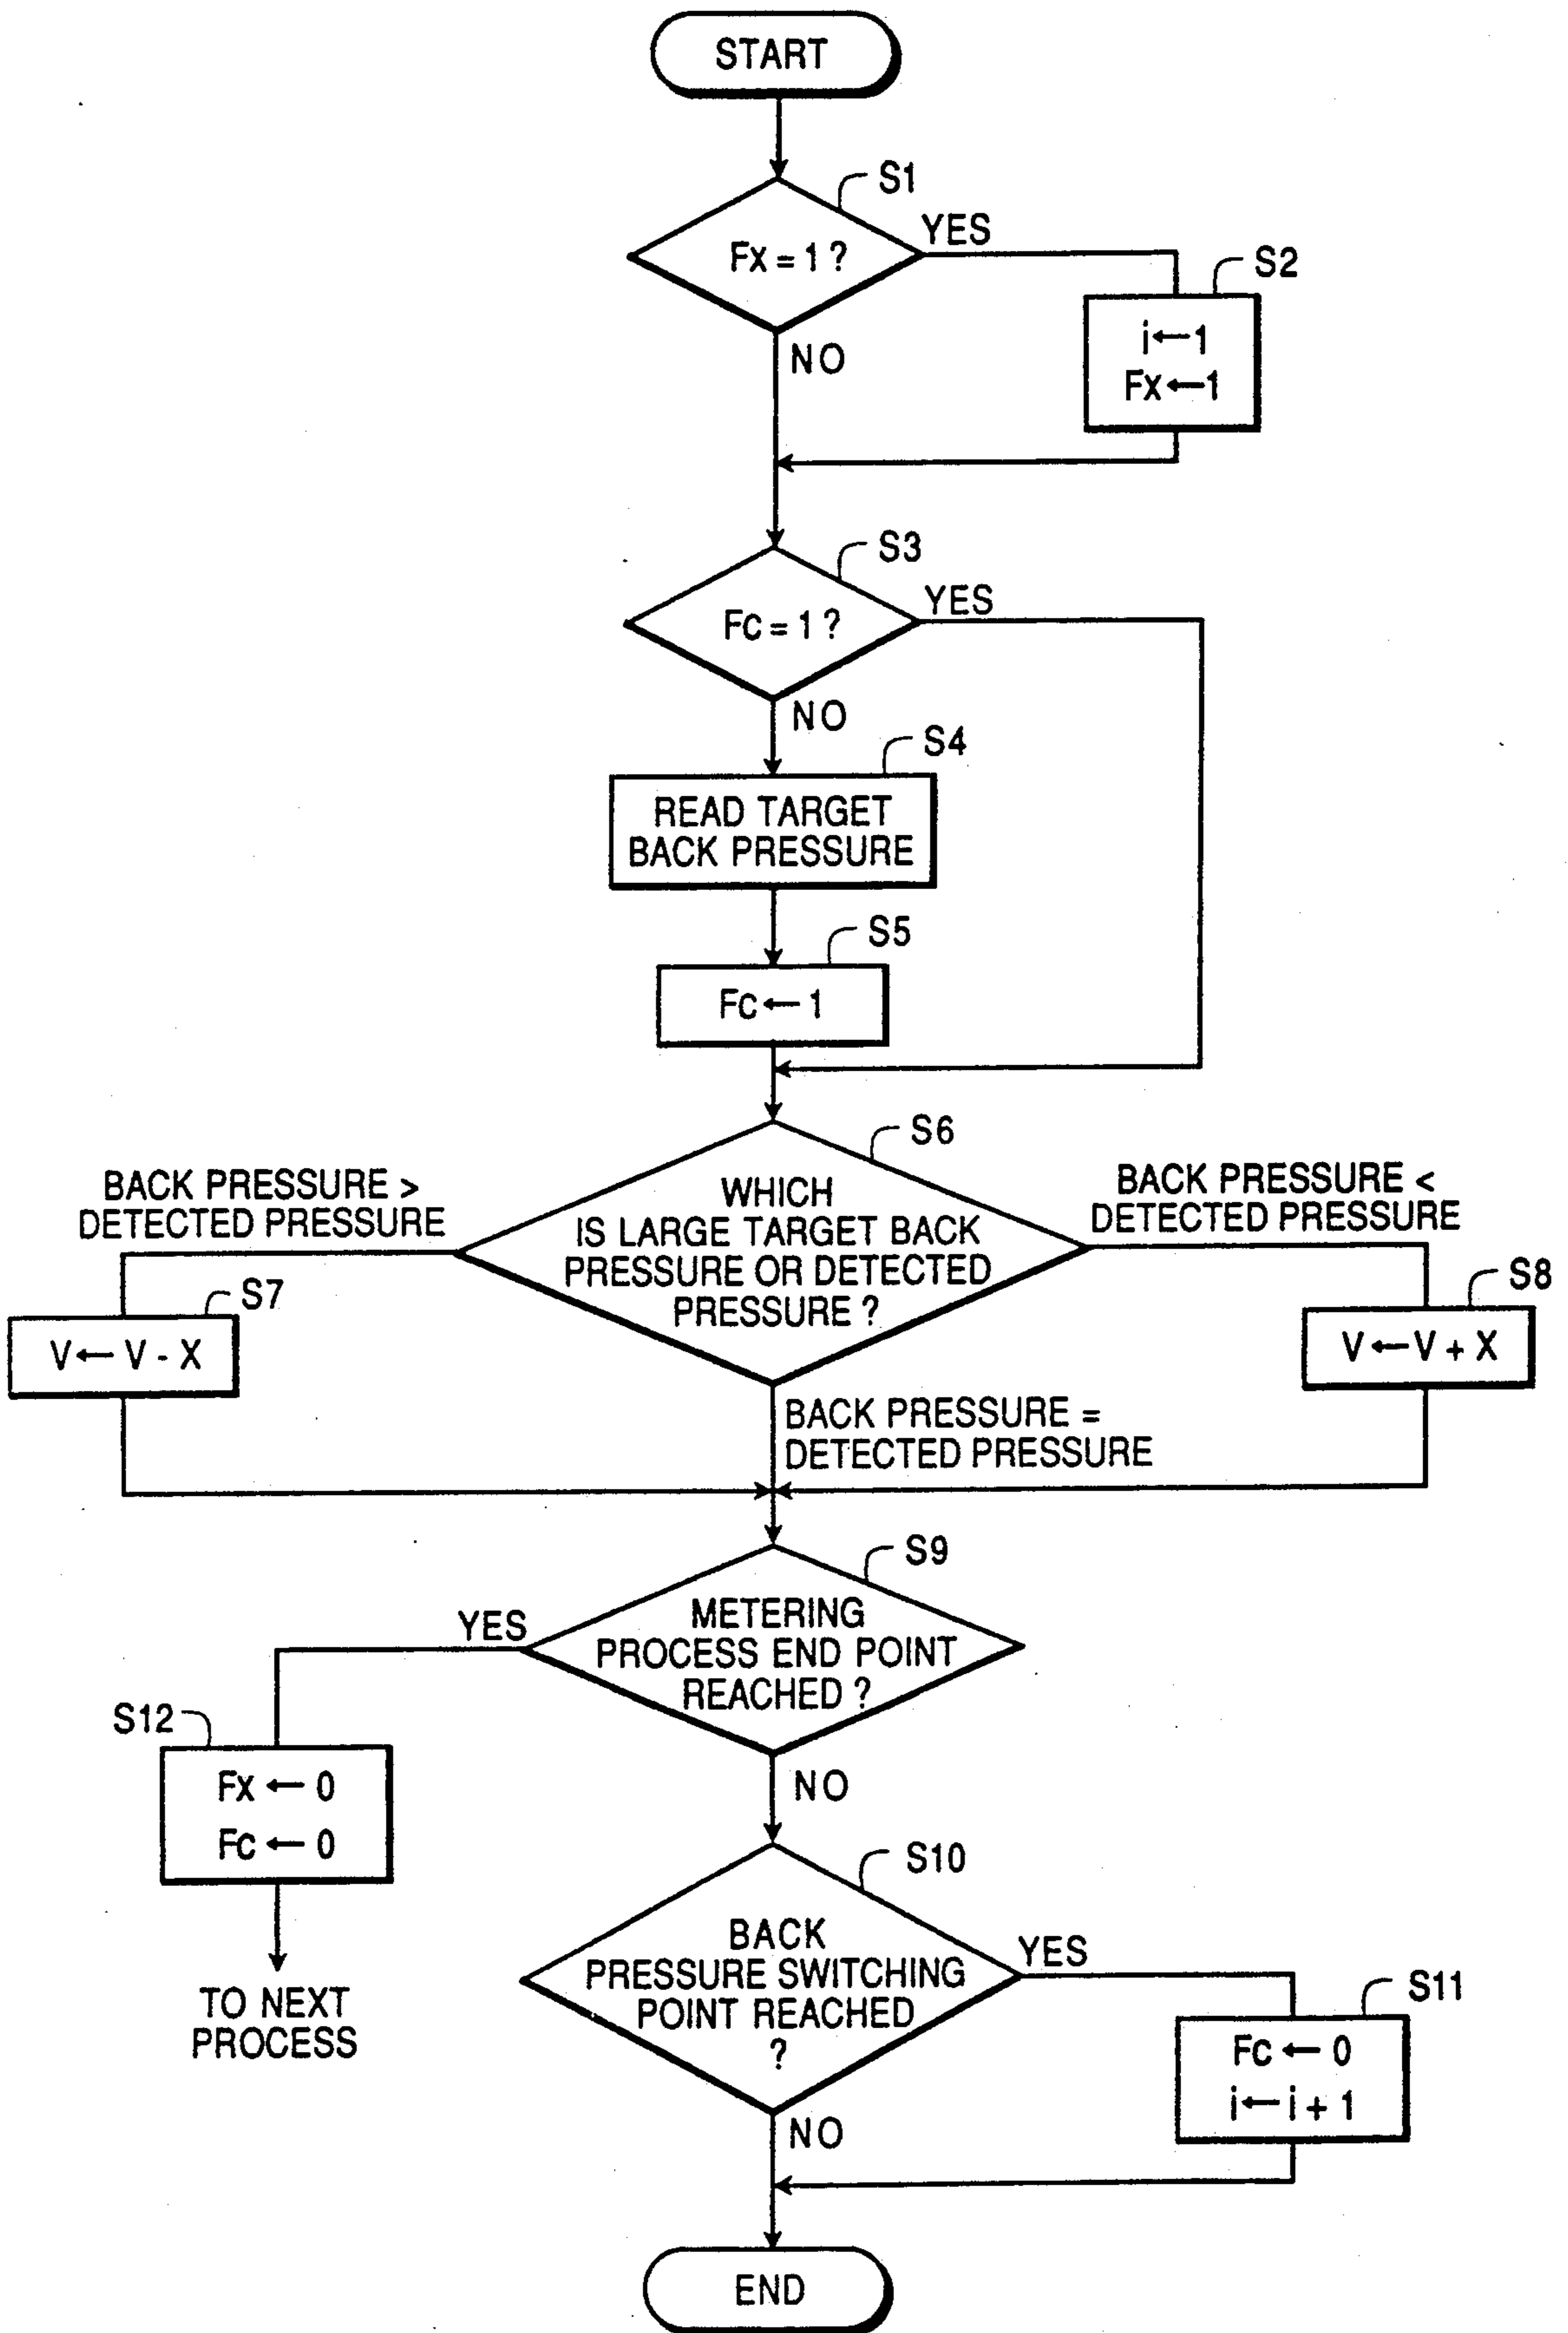 START
S1
Fx = 1 ?
YES
S2
i ← 1
Fx ← 1
NO
S3
Fc = 1 ?
YES
NO
S4
READ TARGET
BACK PRESSURE
S5
Fc ← 1
S6
BACK PRESSURE >
DETECTED PRESSURE
WHICH
IS LARGE TARGET BACK
PRESSURE OR DETECTED
PRESSURE ?
BACK PRESSURE <
DETECTED PRESSURE
S7
V ← V - X
S8
V ← V + X
BACK PRESSURE =
DETECTED PRESSURE
S9
METERING
PROCESS END POINT
REACHED ?
YES
S12
Fx ← 0
Fc ← 0
TO NEXT
PROCESS
NO
S10
BACK
PRESSURE SWITCHING
POINT REACHED
?
YES
S11
Fc ← 0
i ← i + 1
NO
END